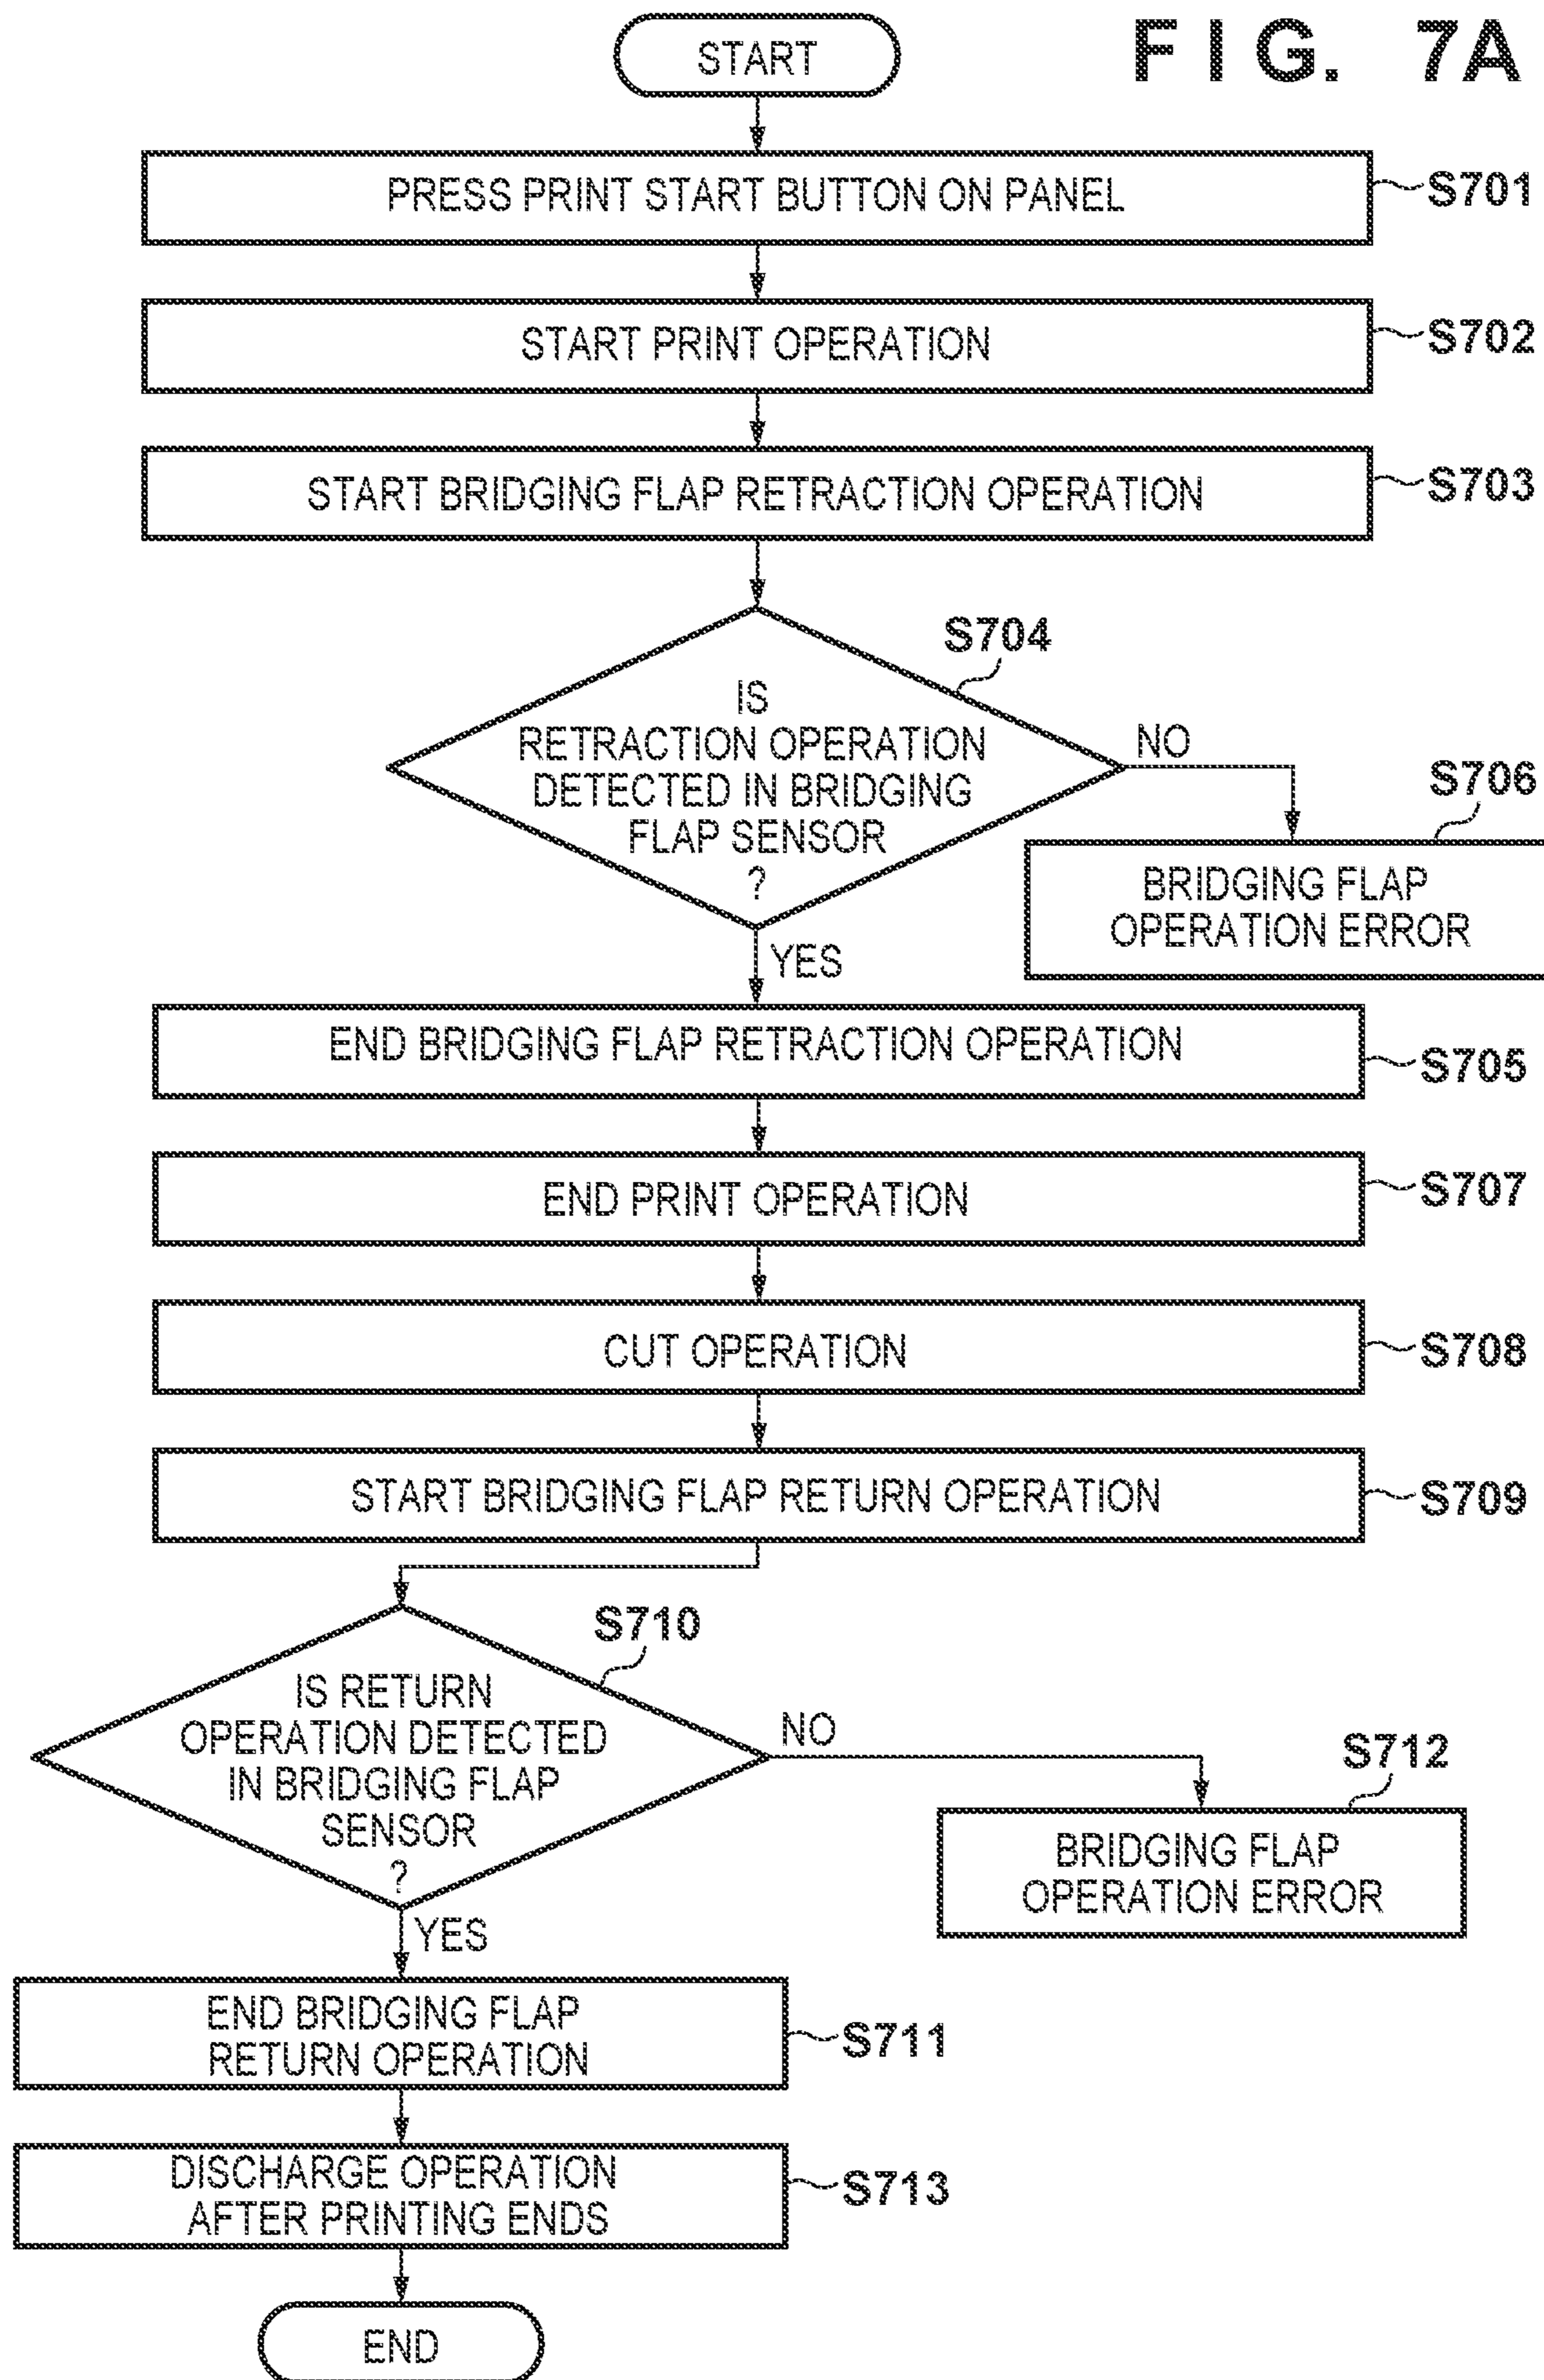 FIG. 7A
START
PRESS PRINT START BUTTON ON PANEL
S701
START PRINT OPERATION
S702
START BRIDGING FLAP RETRACTION OPERATION
S703
S704
IS
RETRACTION OPERATION
DETECTED IN BRIDGING
FLAP SENSOR
?
NO
S706
BRIDGING FLAP
OPERATION ERROR
YES
END BRIDGING FLAP RETRACTION OPERATION
S705
END PRINT OPERATION
S707
CUT OPERATION
S708
START BRIDGING FLAP RETURN OPERATION
S709
S710
IS RETURN
OPERATION DETECTED
IN BRIDGING FLAP
SENSOR
?
NO
S712
BRIDGING FLAP
OPERATION ERROR
YES
END BRIDGING FLAP
RETURN OPERATION
S711
DISCHARGE OPERATION
AFTER PRINTING ENDS
S713
END